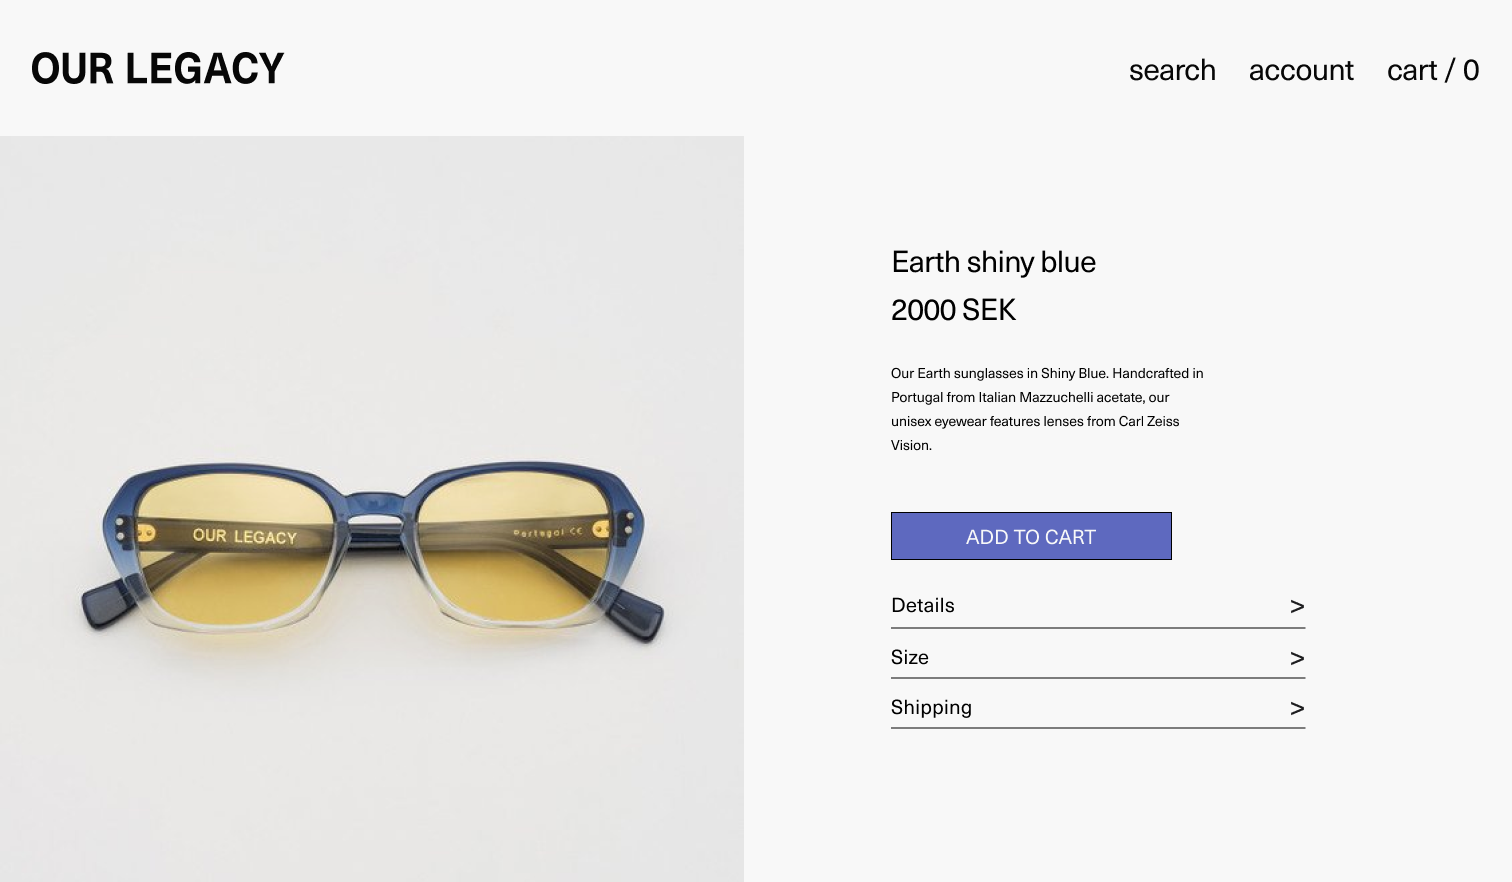 OUR LEGACY
search account cart / 0
Earth shiny blue
2000 SEK
Our Earth sunglasses in Shiny Blue. Handcrafted in
Portugal from Italian Mazzuchelli acetate, our
unisex eyewear features lenses from Carl Zeiss
Vision.
OUR LEGACY
Portugal CE
ADD TO CART
Details >
Size >
Shipping >